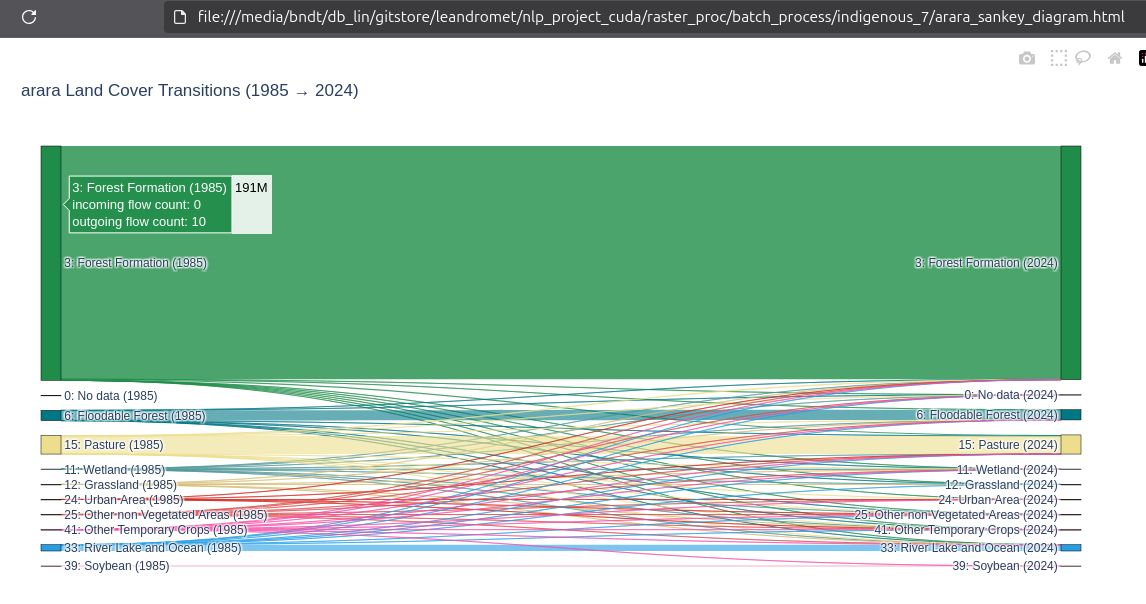 file:///media/bndt/db_lin/gitstore/leandromet/nlp_project_cuda/raster_proc/batch_process/indigenous_7/arara_sankey_diagram.html
arara Land Cover Transitions (1985 → 2024)
3: Forest Formation (1985) 191M
incoming flow count: 0
outgoing flow count: 10
3: Forest Formation (1985) 3: Forest Formation (2024)
0: No data (1985) 0: No data (2024)
6: Floodable Forest (1985) 6: Floodable Forest (2024)
15: Pasture (1985) 15: Pasture (2024)
11: Wetland (1985) 11: Wetland (2024)
12: Grassland (1985) 12: Grassland (2024)
24: Urban Area (1985) 24: Urban Area (2024)
25: Other non Vegetated Areas (1985) 25: Other non Vegetated Areas (2024)
41: Other Temporary Crops (1985) 41: Other Temporary Crops (2024)
33: River Lake and Ocean (1985) 33: River Lake and Ocean (2024)
39: Soybean (1985) 39: Soybean (2024)